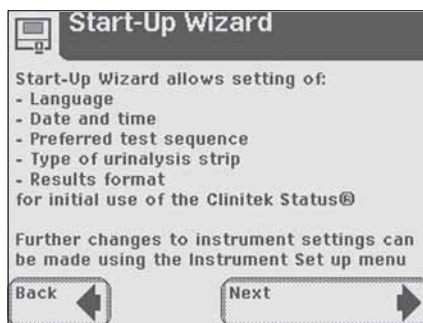 Start-Up Wizard
Start-Up Wizard allows setting of:
- Language
- Date and time
- Preferred test sequence
- Type of urinalysis strip
- Results format
for initial use of the Clinitek Status®
Further changes to instrument settings can
be made using the Instrument Set up menu
Back
Next